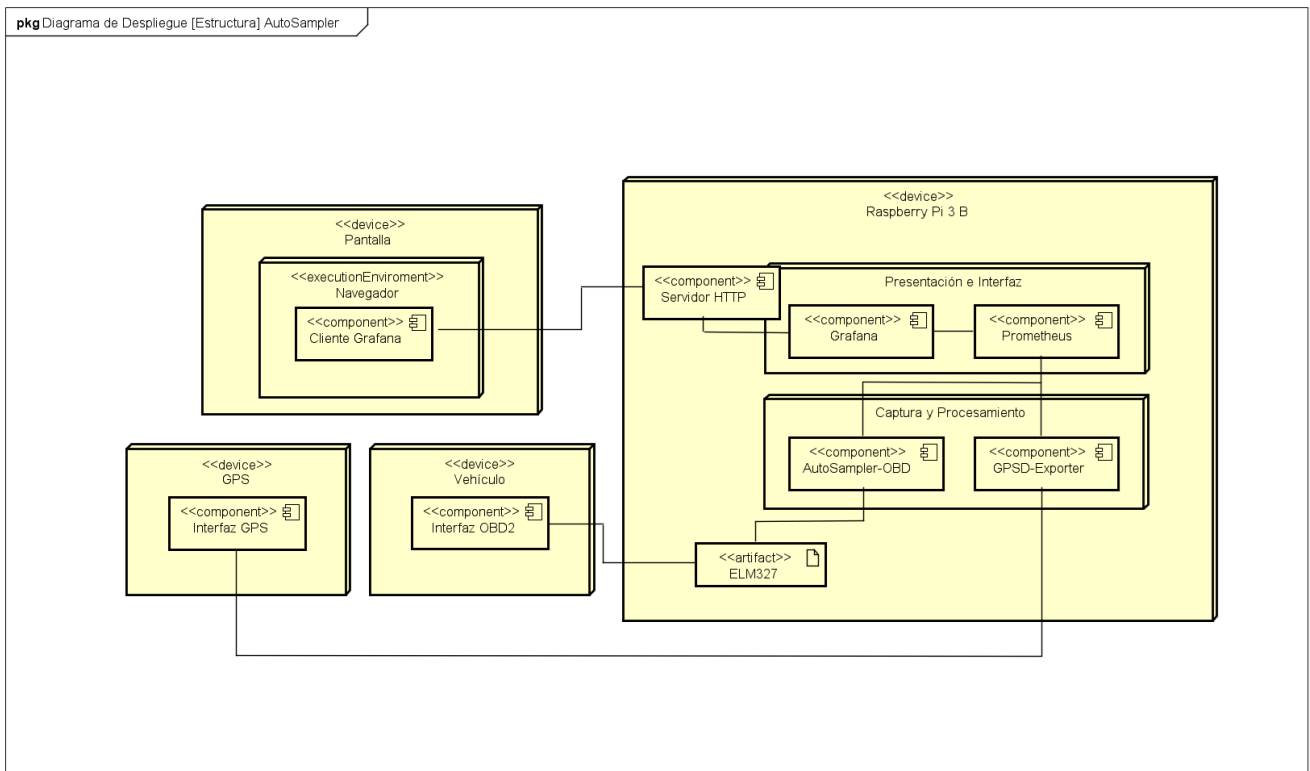 pkg Diagrama de Despliegue [Estructura] AutoSampler
<<device>>
Raspberry Pi 3 B
<<device>>
Pantalla
<<executionEnviroment>>
Navegador
<<component>>
Cliente Grafana
<<component>>
Servidor HTTP
Presentación e Interfaz
<<component>>
Grafana
<<component>>
Prometheus
Captura y Procesamiento
<<component>>
AutoSampler-OBD
<<component>>
GPSD-Exporter
<<device>>
GPS
<<component>>
Interfaz GPS
<<device>>
Vehículo
<<component>>
Interfaz OBD2
<<artifact>>
ELM327